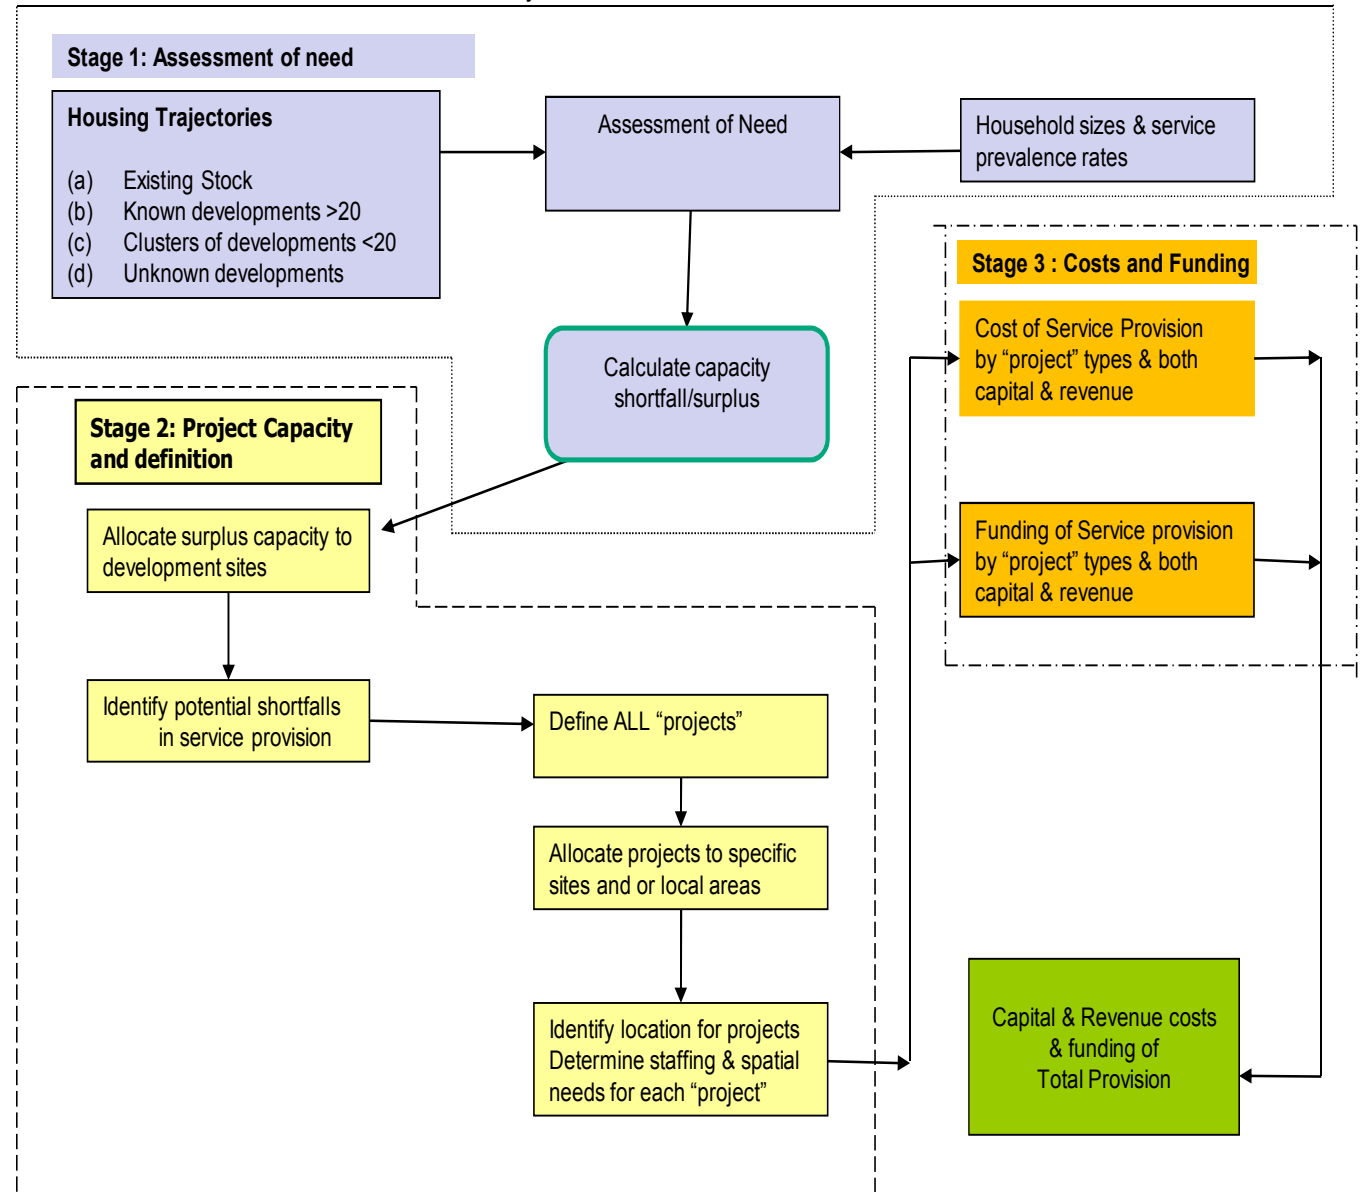 Stage 1: Assessment of need
Housing Trajectories
(a) Existing Stock
(b) Known developments >20
(c) Clusters of developments <20
(d) Unknown developments
Assessment of Need
Household sizes & service
prevalence rates
Calculate capacity
shortfall/surplus
Stage 2: Project Capacity
and definition
Allocate surplus capacity to
development sites
Identify potential shortfalls
in service provision
Define ALL “projects”
Allocate projects to specific
sites and or local areas
Identify location for projects
Determine staffing & spatial
needs for each “project”
Stage 3 : Costs and Funding
Cost of Service Provision
by “project” types & both
capital & revenue
Funding of Service provision
by “project” types & both
capital & revenue
Capital & Revenue costs
& funding of
Total Provision